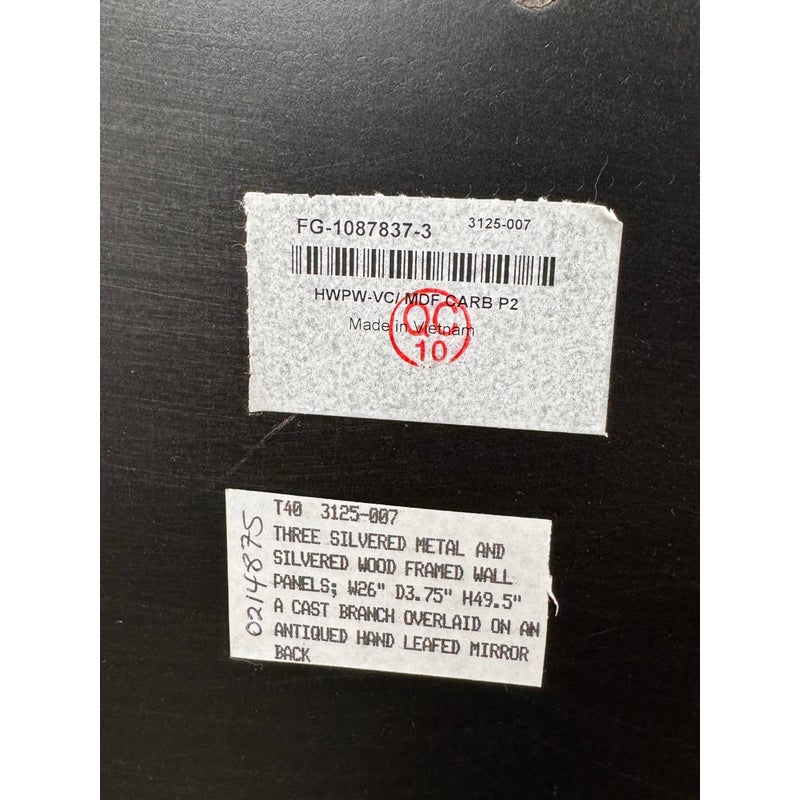 FG-1087837-3 3125-007
HWPW-VC/ MDF CARB P2
Made in Vietnam
QC
10
T40 3125-007
THREE SILVERED METAL AND
SILVERED WOOD FRAMED WALL
PANELS; W26" D3.75" H49.5"
A CAST BRANCH OVERLAID ON AN
ANTIQUED HAND LEAFED MIRROR
BACK
0214875